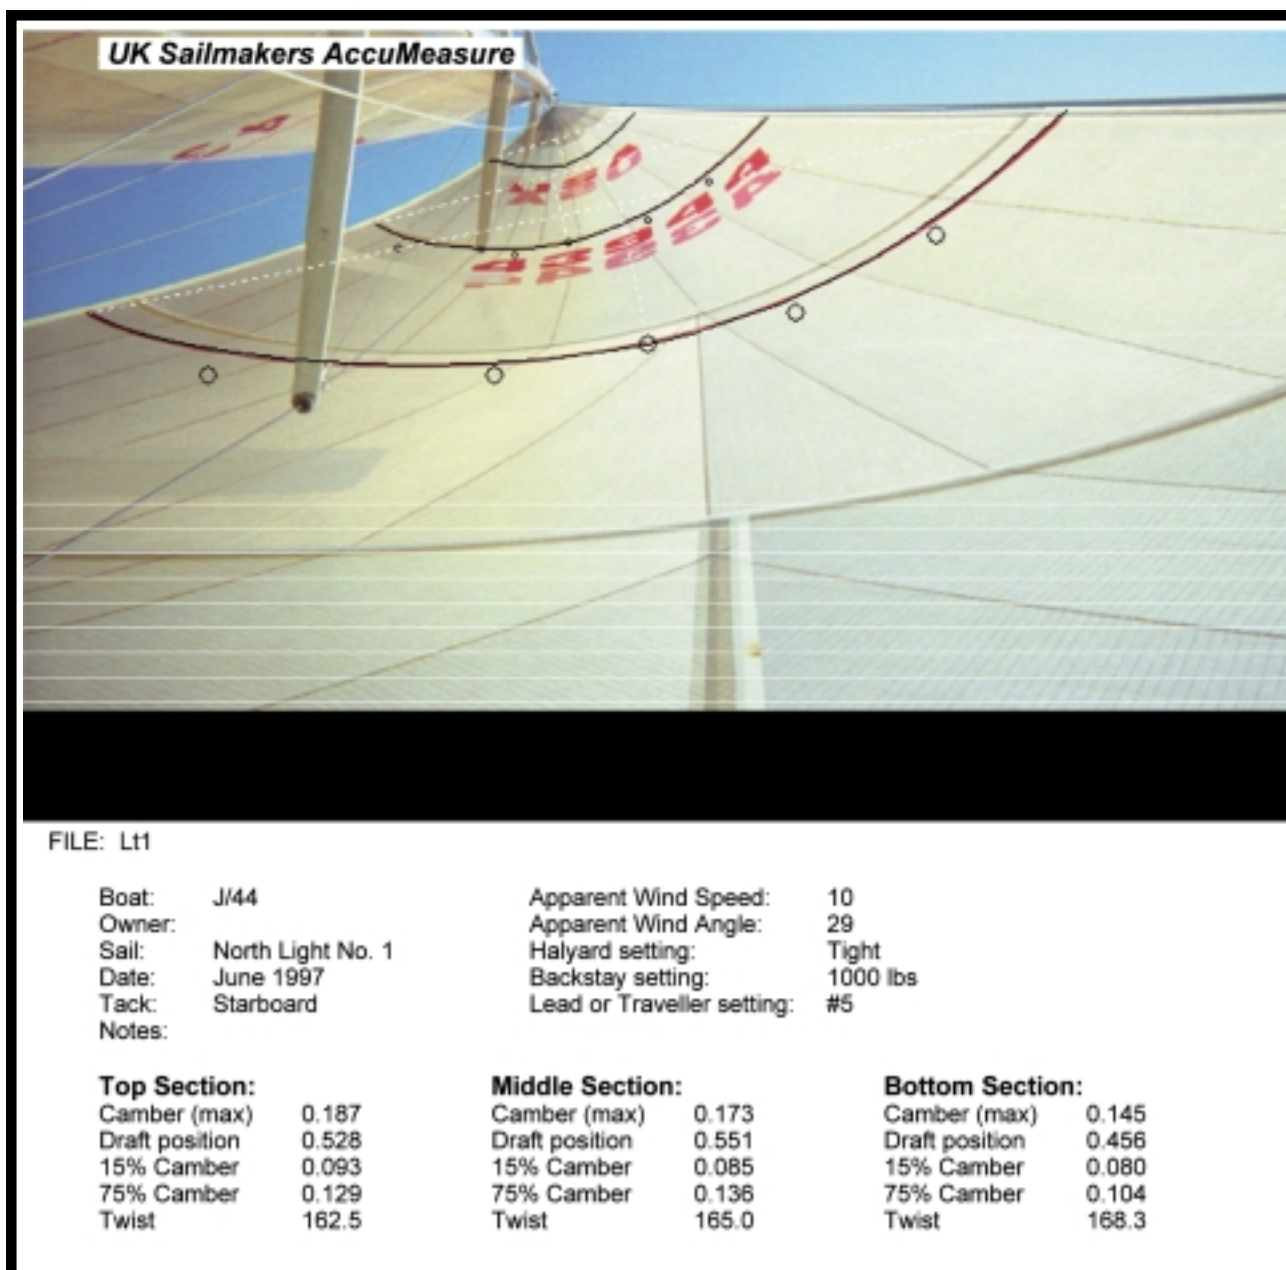 UK Sailmakers AccuMeasure
FILE: Lt1
Boat: J/44
Owner:
Sail: North Light No. 1
Date: June 1997
Tack: Starboard
Notes:
Apparent Wind Speed: 10
Apparent Wind Angle: 29
Halyard setting: Tight
Backstay setting: 1000 lbs
Lead or Traveller setting: #5
Top Section:
Camber (max) 0.187
Draft position 0.528
15% Camber 0.093
75% Camber 0.129
Twist 162.5
Middle Section:
Camber (max) 0.173
Draft position 0.551
15% Camber 0.085
75% Camber 0.136
Twist 165.0
Bottom Section:
Camber (max) 0.145
Draft position 0.456
15% Camber 0.080
75% Camber 0.104
Twist 168.3